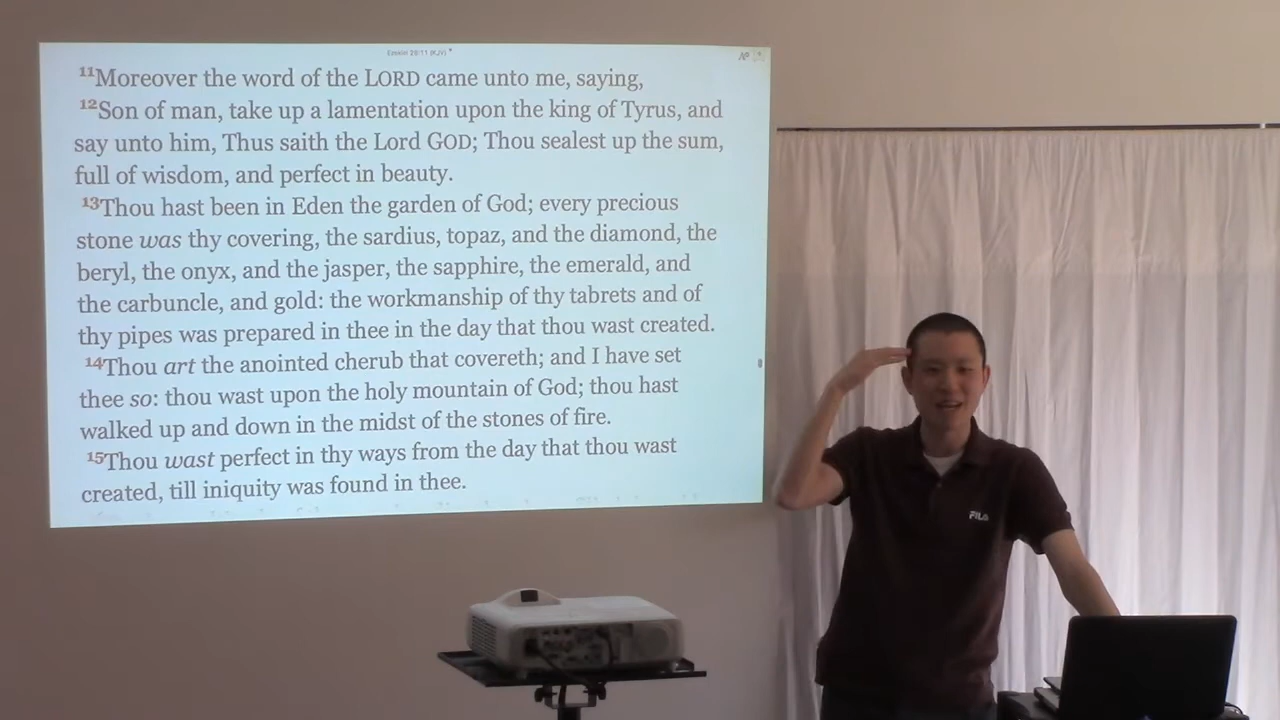 Ezekiel 28:11 (KJV)
11Moreover the word of the LORD came unto me, saying,
12Son of man, take up a lamentation upon the king of Tyrus, and
say unto him, Thus saith the Lord GOD; Thou sealest up the sum,
full of wisdom, and perfect in beauty.
13Thou hast been in Eden the garden of God; every precious
stone was thy covering, the sardius, topaz, and the diamond, the
beryl, the onyx, and the jasper, the sapphire, the emerald, and
the carbuncle, and gold: the workmanship of thy tabrets and of
thy pipes was prepared in thee in the day that thou wast created.
14Thou art the anointed cherub that covereth; and I have set
thee so: thou wast upon the holy mountain of God; thou hast
walked up and down in the midst of the stones of fire.
15Thou wast perfect in thy ways from the day that thou wast
created, till iniquity was found in thee.
FILA